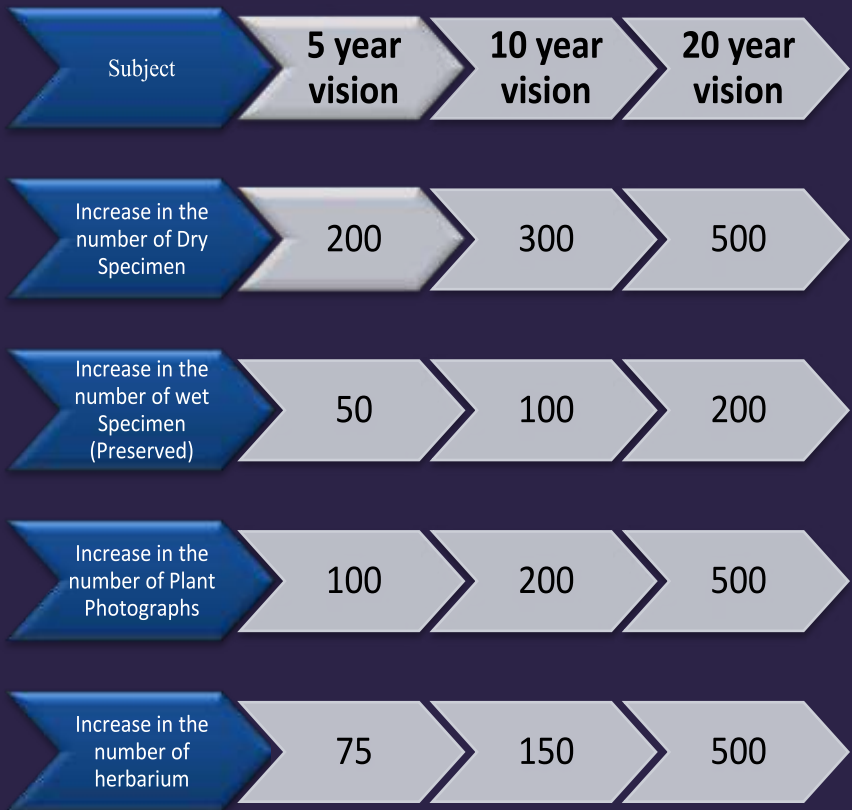 Subject
5 year
vision
10 year
vision
20 year
vision
Increase in the
number of Dry
Specimen
200
300
500
Increase in the
number of wet
Specimen
(Preserved)
50
100
200
Increase in the
number of Plant
Photographs
100
200
500
Increase in the
number of
herbarium
75
150
500